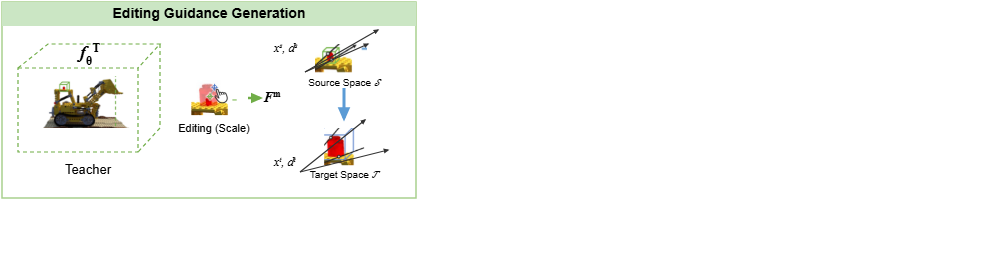 Editing Guidance Generation
f_θ^T
x^s, d^s
Source Space 𝒮
F^m
Editing (Scale)
x^t, d^t
Target Space 𝒯
Teacher